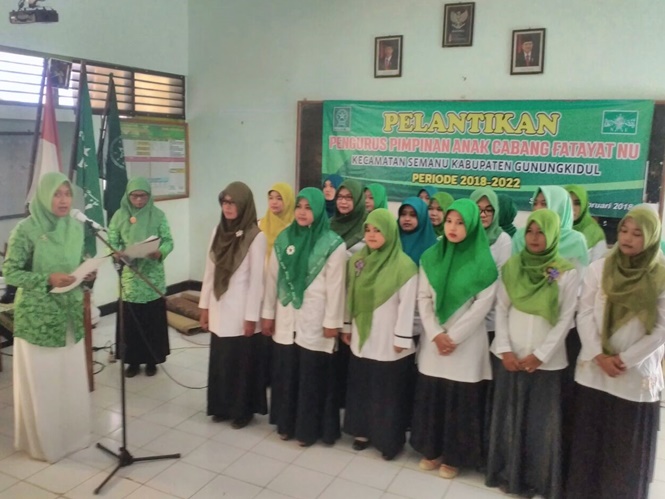 PELANTIKAN
PENGURUS PIMPINAN ANAK CABANG FATAYAT NU
KECAMATAN SEMANU KABUPATEN GUNUNGKIDUL
PERIODE 2018-2022